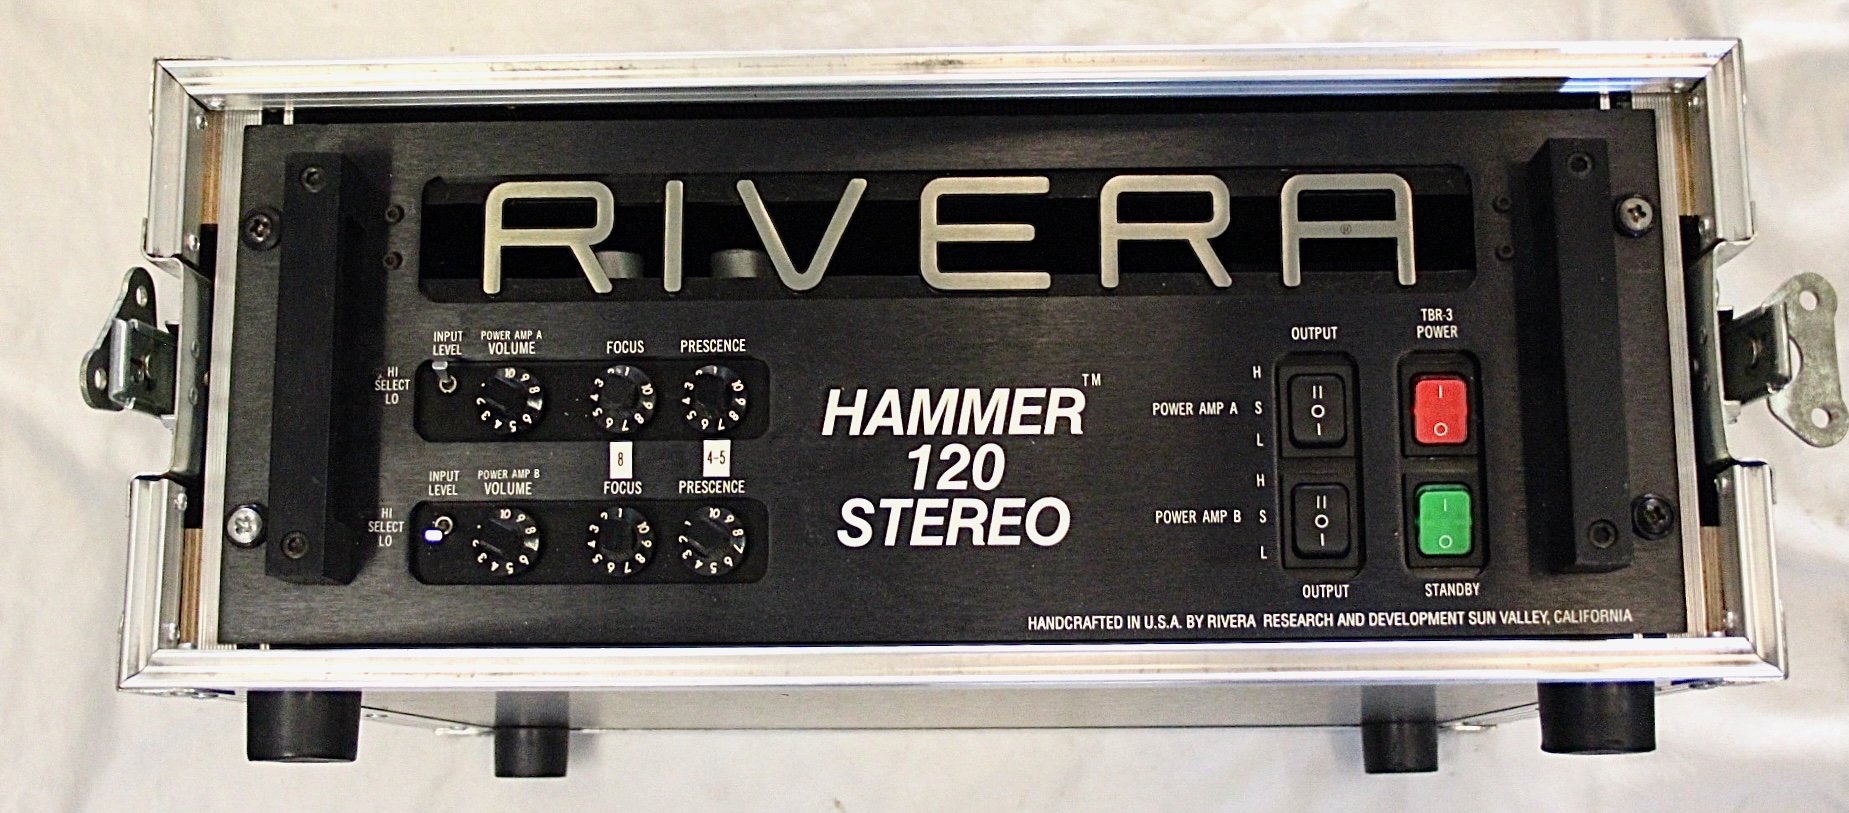 RIVERA
®
INPUT LEVEL
POWER AMP A
VOLUME
FOCUS
PRESCENCE
HI
SELECT
LO
8
4-5
INPUT LEVEL
POWER AMP B
VOLUME
FOCUS
PRESCENCE
HI
SELECT
LO
HAMMER™
120
STEREO
OUTPUT
TBR-3
POWER
H
POWER AMP A S
L
H
POWER AMP B S
L
II
O
I
II
O
I
I
O
I
O
OUTPUT
STANDBY
HANDCRAFTED IN U.S.A. BY RIVERA RESEARCH AND DEVELOPMENT SUN VALLEY, CALIFORNIA